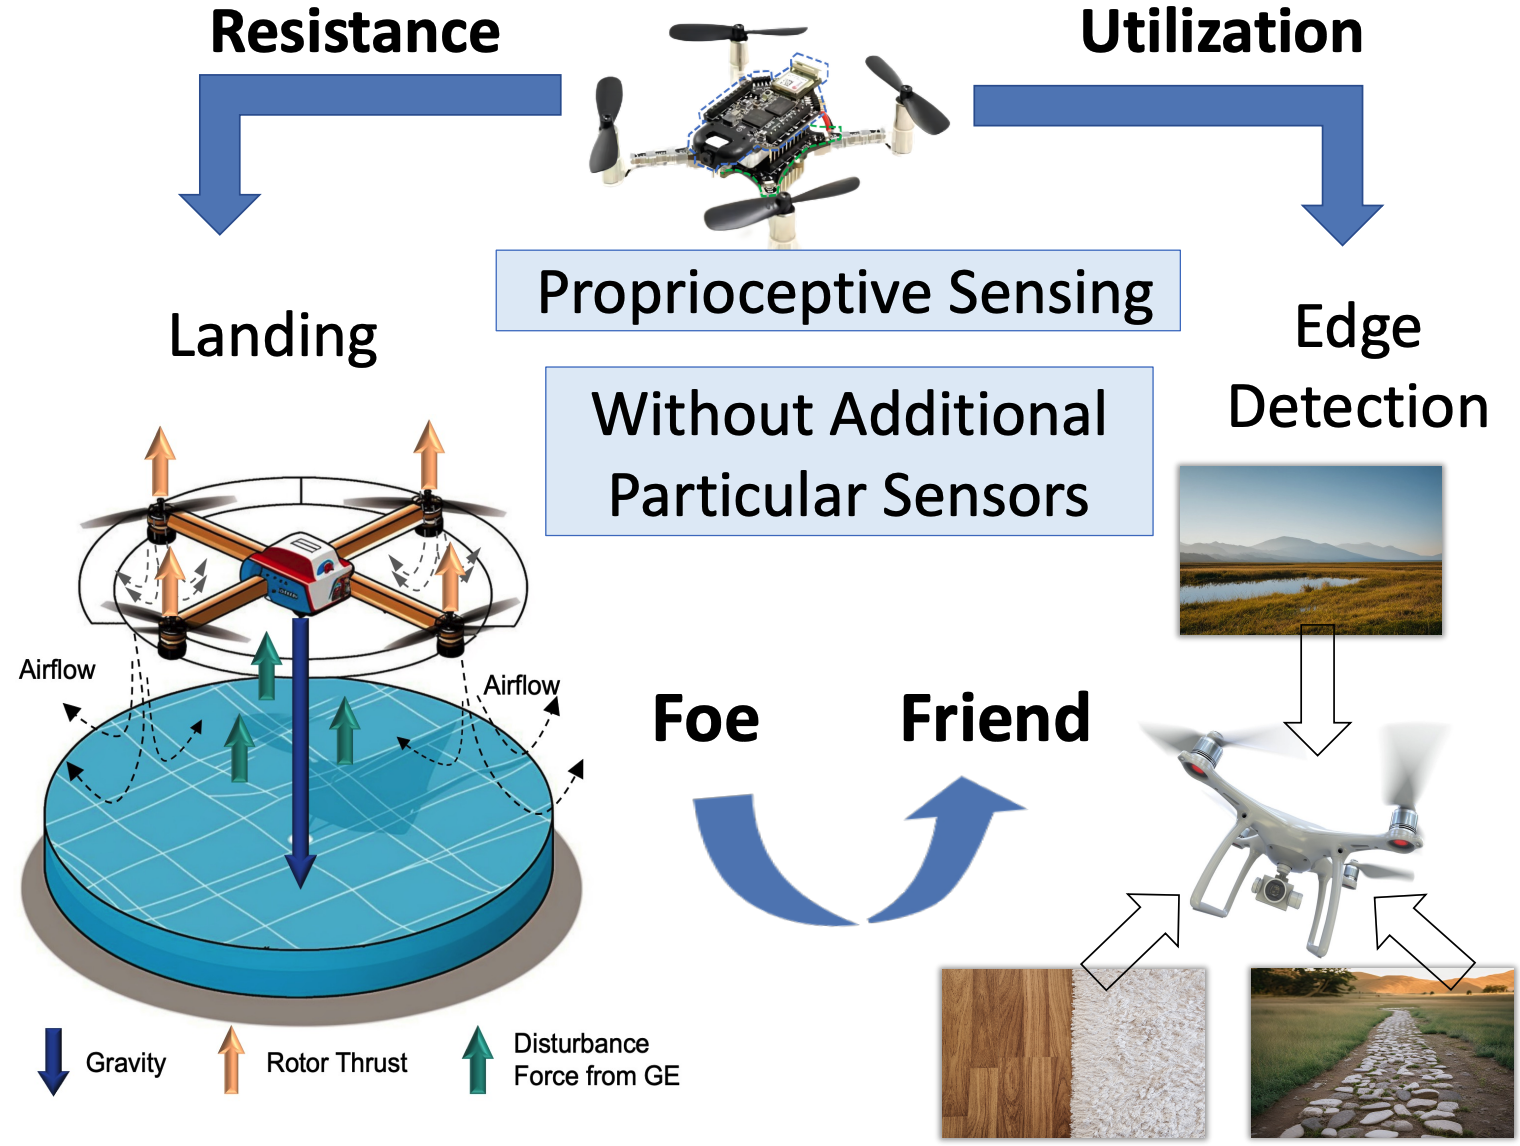 Resistance
Utilization
Proprioceptive Sensing
Landing
Edge
Detection
Without Additional
Particular Sensors
Airflow
Airflow
Foe
Friend
Gravity
Rotor Thrust
Disturbance
Force from GE